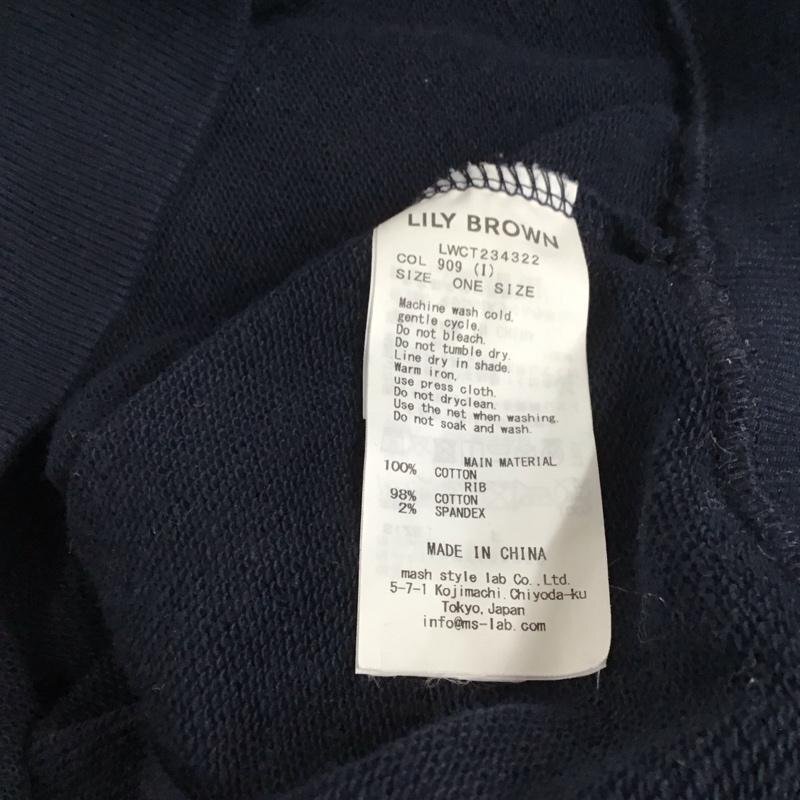 LILY BROWN
LWCT234322
COL 909 (I)
SIZE ONE SIZE
Machine wash cold.
gentle cycle.
Do not bleach.
Do not tumble dry.
Line dry in shade.
Warm iron,
use press cloth.
Do not dryclean.
Use the net when washing.
Do not soak and wash.
MAIN MATERIAL
100% COTTON
RIB
98% COTTON
2% SPANDEX
MADE IN CHINA
mash style lab Co.,Ltd.
5-7-1 Kojimachi.Chiyoda-ku
Tokyo,Japan
info@ms-lab.com